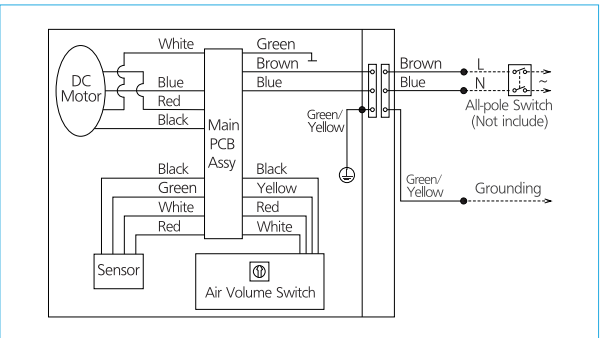 White
Green
Brown
Brown
L
DC
Motor
Blue
Blue
Blue
N
~
Red
Green/
Yellow
All-pole Switch
(Not include)
Black
Main
PCB
Assy
Black
Black
Green
Yellow
Green/
Yellow
Grounding
White
Red
Red
White
Sensor
Air Volume Switch